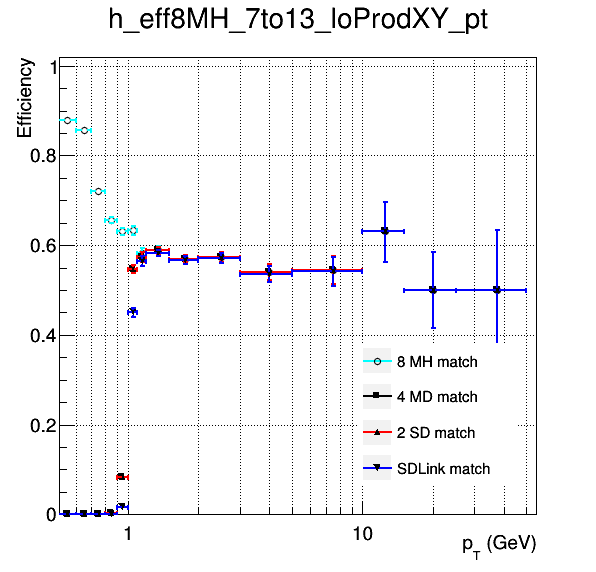 h_eff8MH_7to13_loProdXY_pt
Efficiency
1
0.8
0.6
0.4
0.2
0
8 MH match
4 MD match
2 SD match
SDLink match
1
10
p_T (GeV)